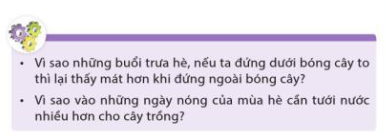 • Vì sao những buổi trưa hè, nếu ta đứng dưới bóng cây to
thì lại thấy mát hơn khi đứng ngoài bóng cây?
• Vì sao vào những ngày nóng của mùa hè cần tưới nước
nhiều hơn cho cây trồng?